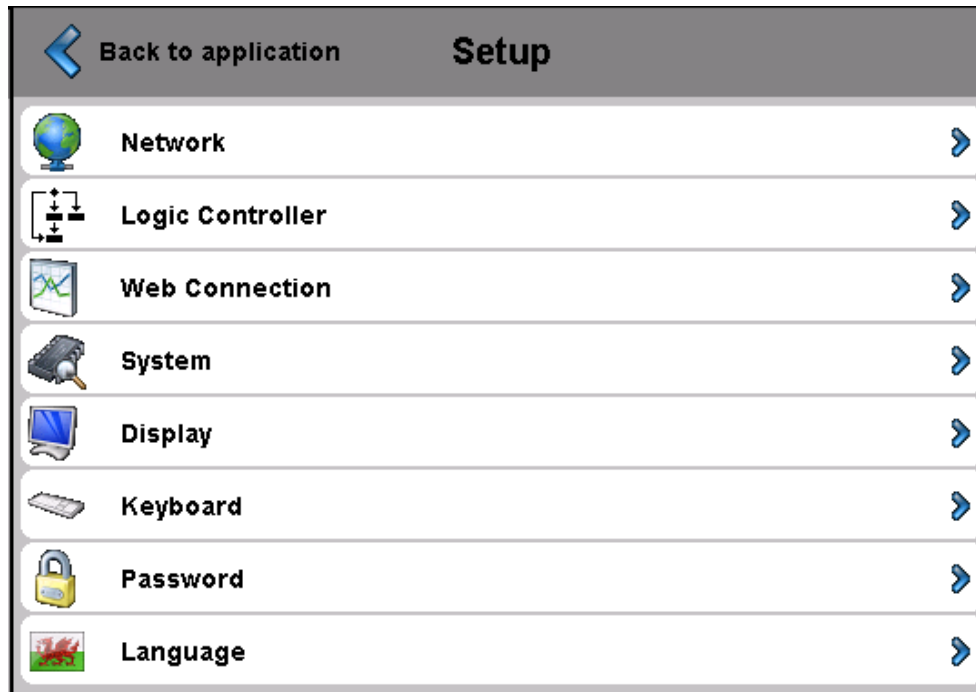 Back to application
Setup
Network
Logic Controller
Web Connection
System
Display
Keyboard
Password
Language